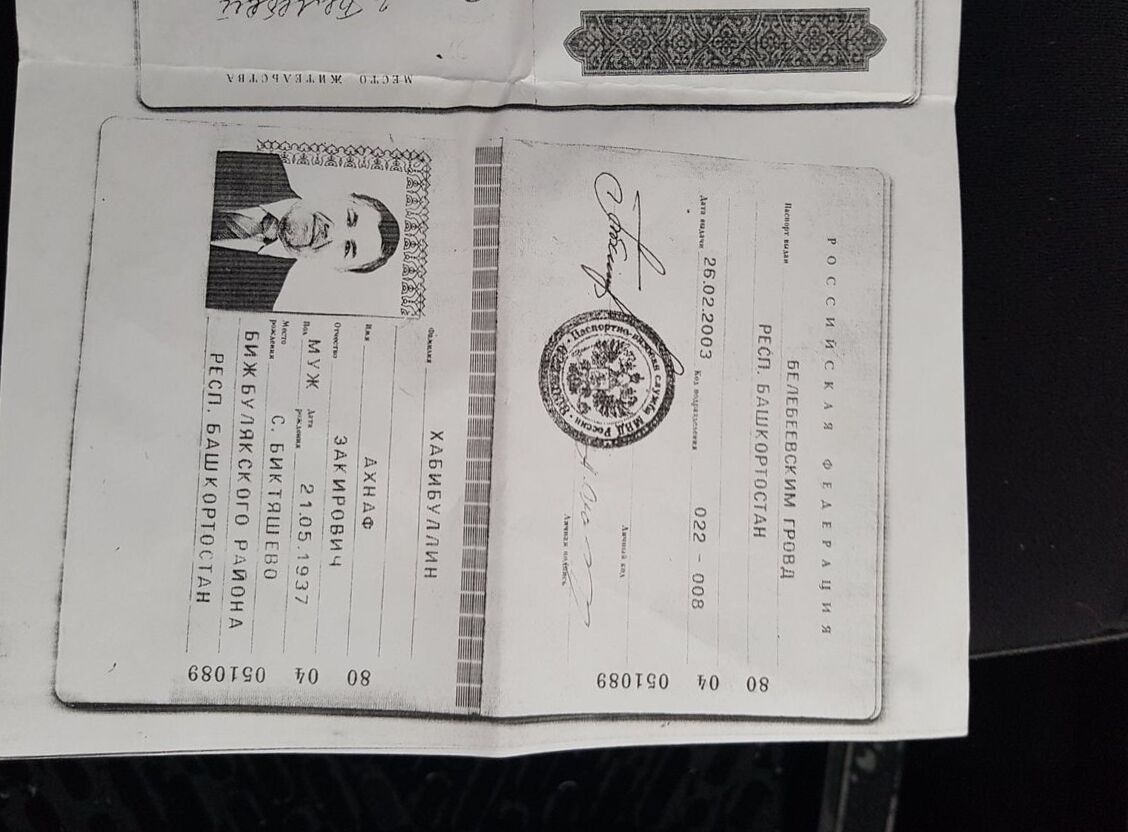 г. Белебей
МЕСТО ЖИТЕЛЬСТВА
РОССИЙСКАЯ ФЕДЕРАЦИЯ
Паспорт выдан
БЕЛЕБЕЕВСКИМ ГРОВД
РЕСП. БАШКОРТОСТАН
Дата выдачи 26.02.2003 Код подразделения 022-008
Личный код
Личная подпись
Паспортно-визовая служба МВД России
80 04 051089
Фамилия
ХАБИБУЛЛИН
Имя
АХНАФ
Отчество
ЗАКИРОВИЧ
Пол МУЖ Дата рождения 21.05.1937
Место рождения С. БИКТЯШЕВО
БИЖБУЛЯКСКОГО РАЙОНА
РЕСП. БАШКОРТОСТАН
80 04 051089